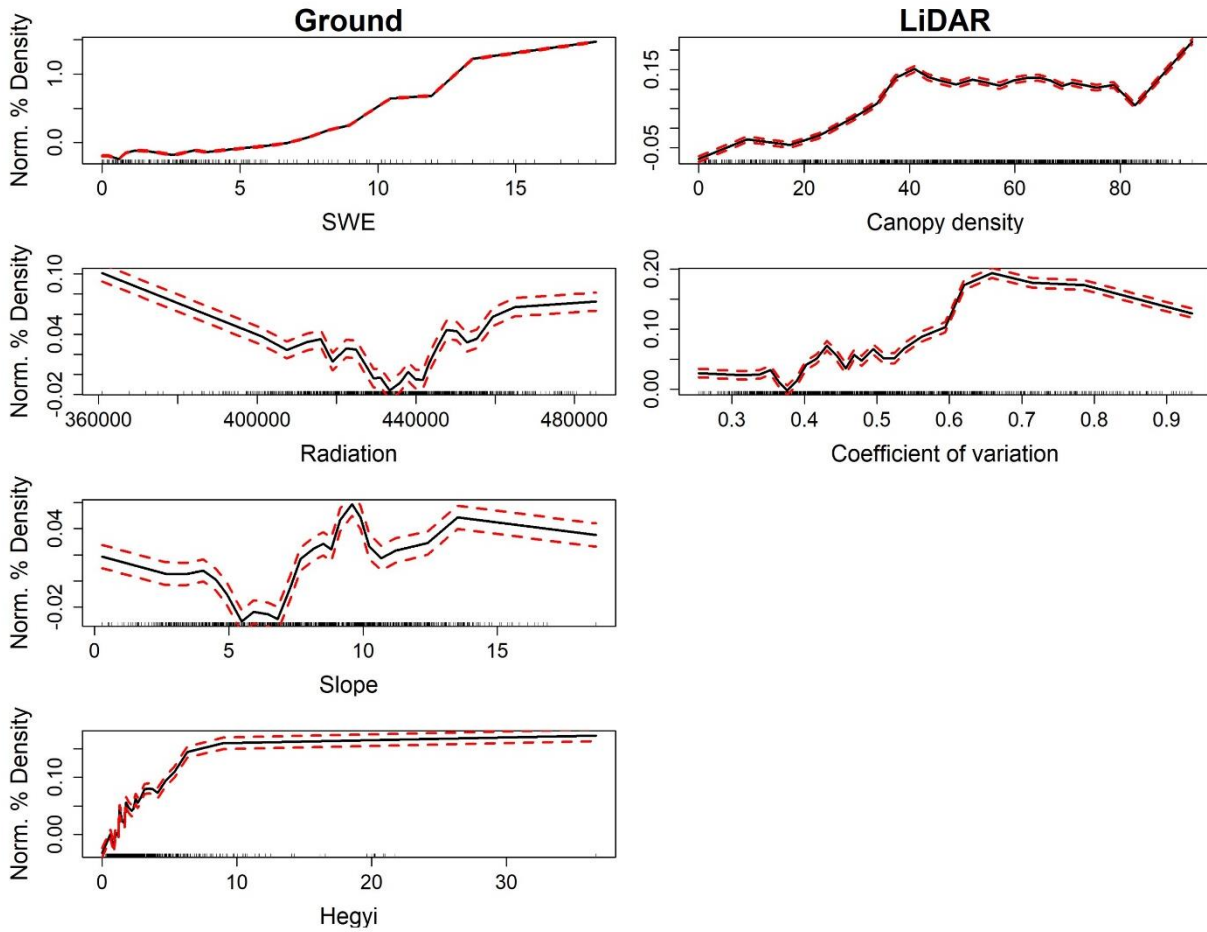 Ground
LiDAR
Norm. % Density
1.0
0.0
0 5 10 15
SWE
0.15
-0.05
0 20 40 60 80
Canopy density
Norm. % Density
0.10
0.04
-0.02
360000 400000 440000 480000
Radiation
0.20
0.10
0.00
0.3 0.4 0.5 0.6 0.7 0.8 0.9
Coefficient of variation
Norm. % Density
0.04
-0.02
0 5 10 15
Slope
Norm. % Density
0.10
0.00
0 10 20 30
Hegyi